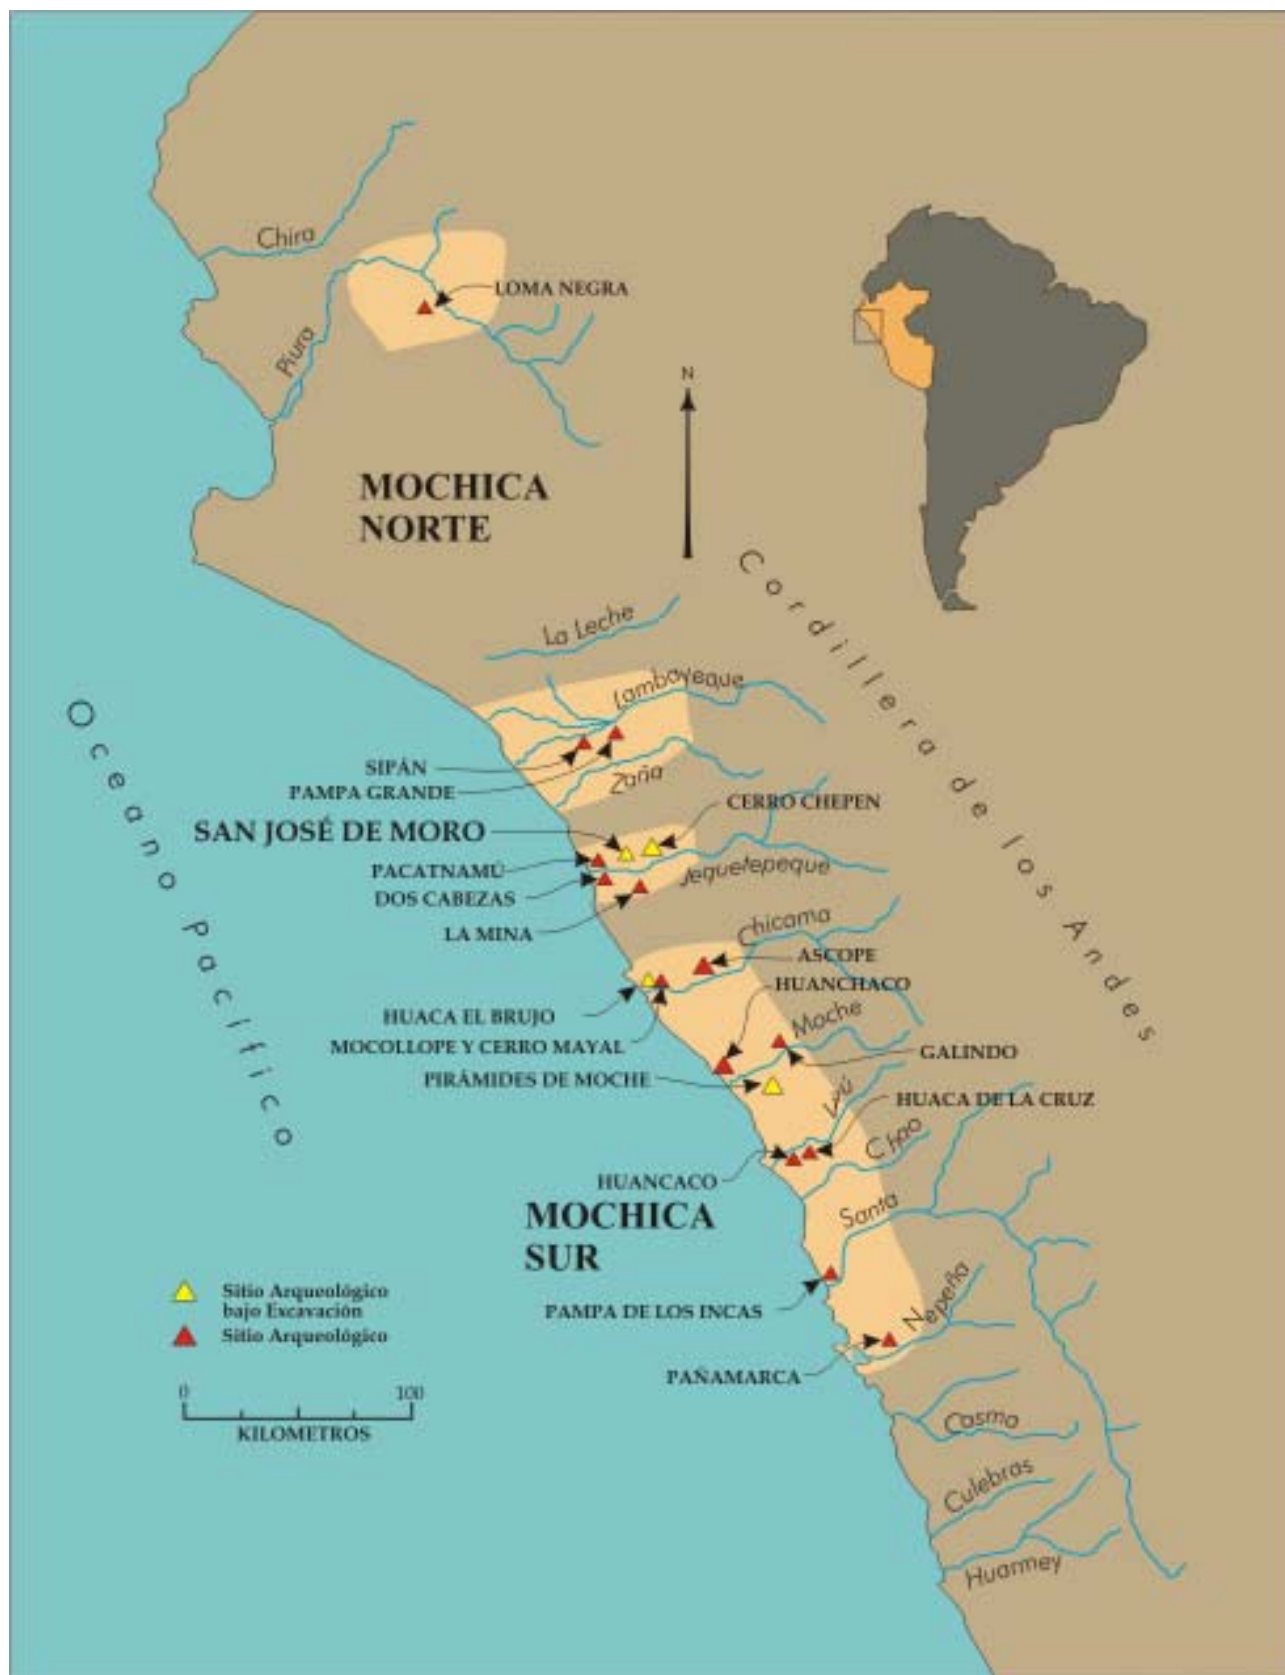 Chira
LOMA NEGRA
Piura
N
MOCHICA
NORTE
Cordillera de los Andes
La Leche
Lambayeque
Oceano Pacífico
SIPÁN
Zaña
PAMPA GRANDE
CERRO CHEPEN
SAN JOSÉ DE MORO
PACATNAMÚ
Jequetepeque
DOS CABEZAS
LA MINA
Chicama
ASCOPE
HUANCHACO
HUACA EL BRUJO
Moche
MOCOLLOPE Y CERRO MAYAL
GALINDO
PIRÁMIDES DE MOCHE
Virú
HUACA DE LA CRUZ
Chao
HUANCACO
MOCHICA
SUR
Santa
Sitio Arqueológico
bajo Excavación
Sitio Arqueológico
PAMPA DE LOS INCAS
Nepeña
PAÑAMARCA
0 100
KILOMETROS
Casma
Culebras
Huarmey